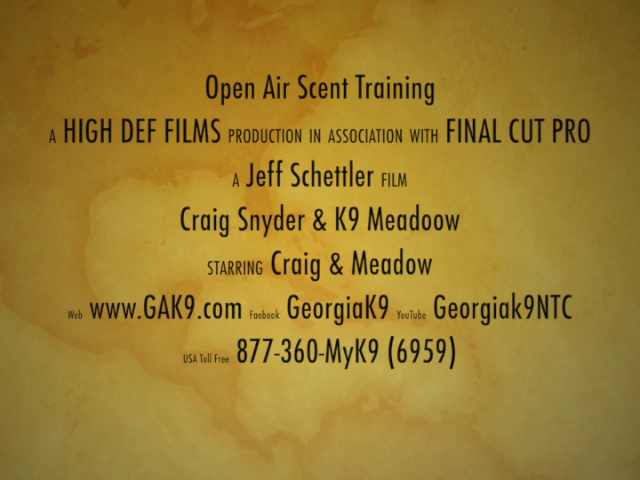 Open Air Scent Training
A HIGH DEF FILMS PRODUCTION IN ASSOCIATION WITH FINAL CUT PRO
A Jeff Schettler FILM
Craig Snyder & K9 Meadoow
STARRING Craig & Meadow
Web www.GAK9.com Faebook GeorgiaK9 YouTube Georgiak9NTC
USA Toll Free 877-360-MyK9 (6959)